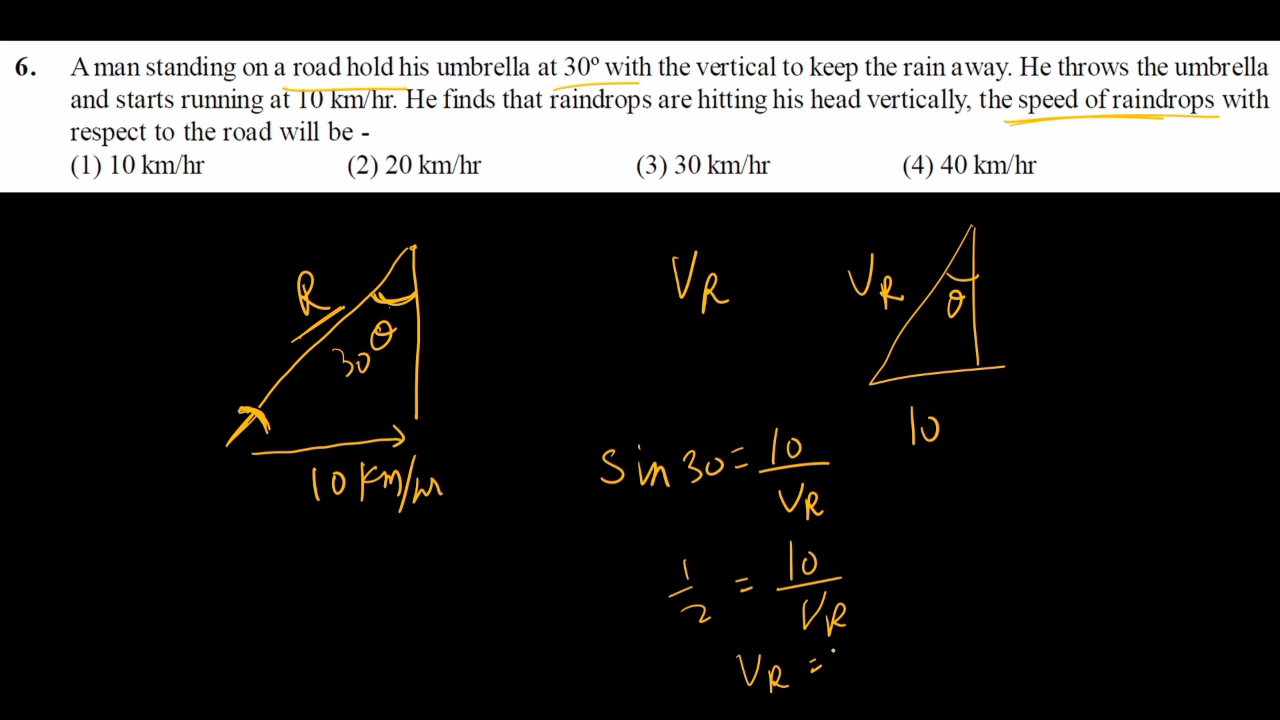 6. A man standing on a road hold his umbrella at 30º with the vertical to keep the rain away. He throws the umbrella
and starts running at 10 km/hr. He finds that raindrops are hitting his head vertically, the speed of raindrops with
respect to the road will be -
(1) 10 km/hr (2) 20 km/hr (3) 30 km/hr (4) 40 km/hr
R
θ
30
10 Km/hr
VR
VR
θ
10
Sin 30 = 10/VR
1/2 = 10/VR
VR =